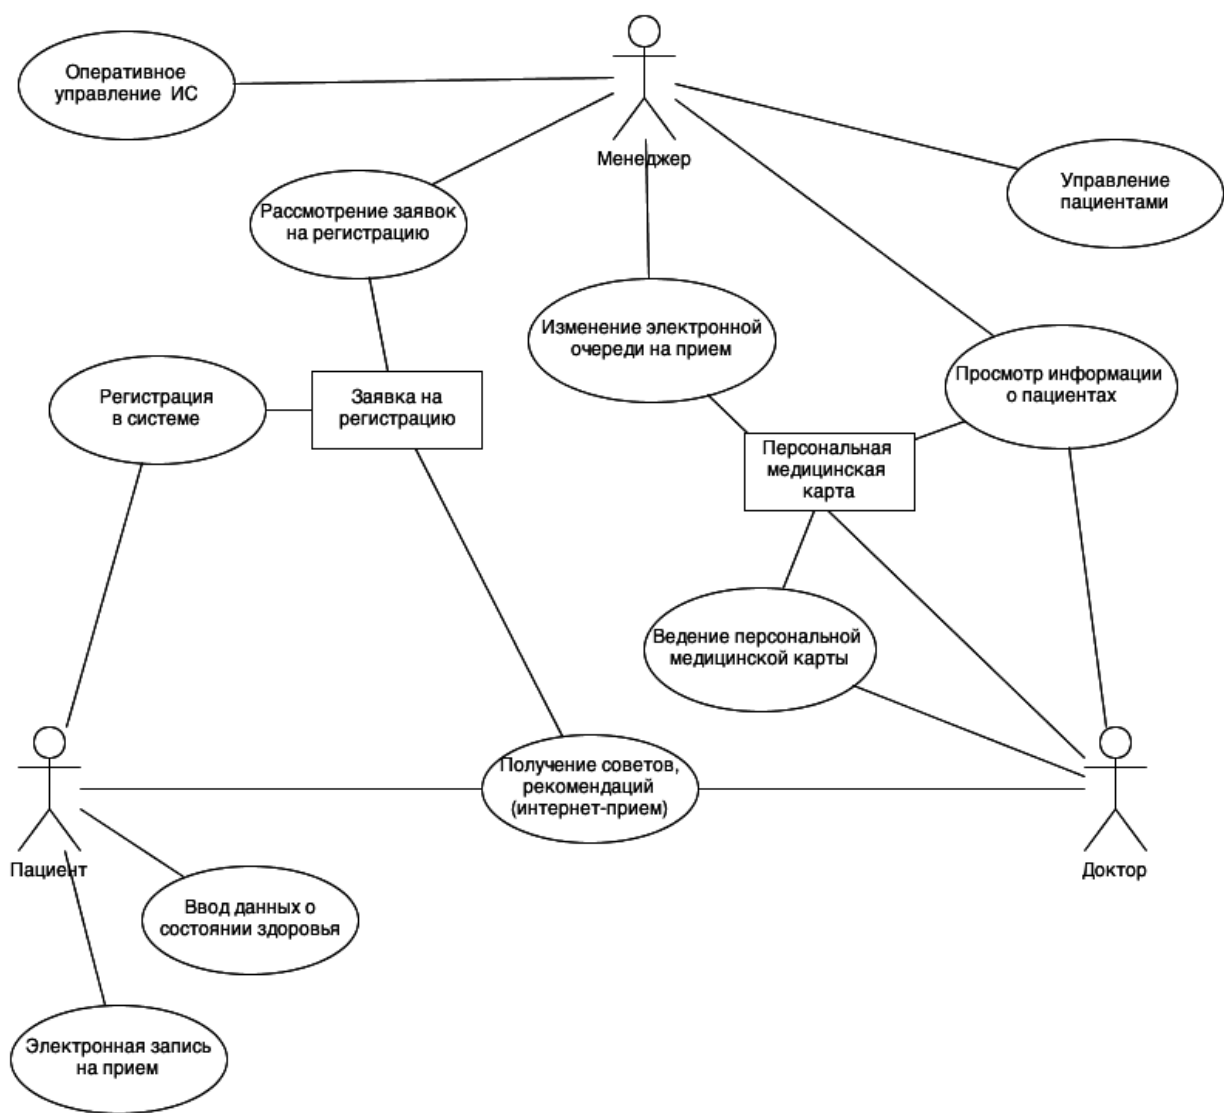 Оперативное
управление ИС
Менеджер
Управление
пациентами
Рассмотрение заявок
на регистрацию
Изменение электронной
очереди на прием
Просмотр информации
о пациентах
Регистрация
в системе
Заявка на
регистрацию
Персональная
медицинская
карта
Ведение персональной
медицинской карты
Получение советов,
рекомендаций
(интернет-прием)
Пациент
Доктор
Ввод данных о
состоянии здоровья
Электронная запись
на прием